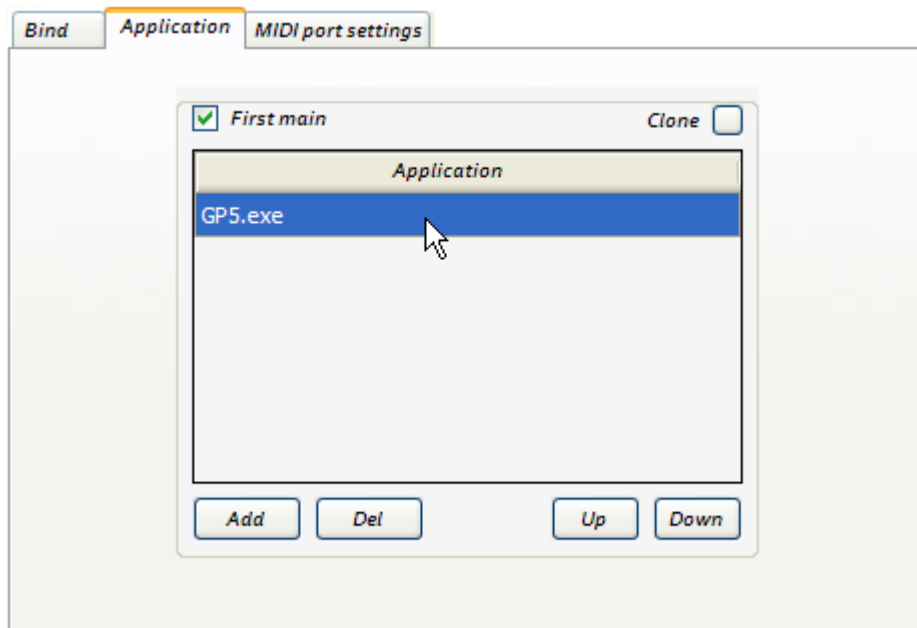 Bind Application MIDI port settings
First main Clone
Application
GP5.exe
Add Del Up Down